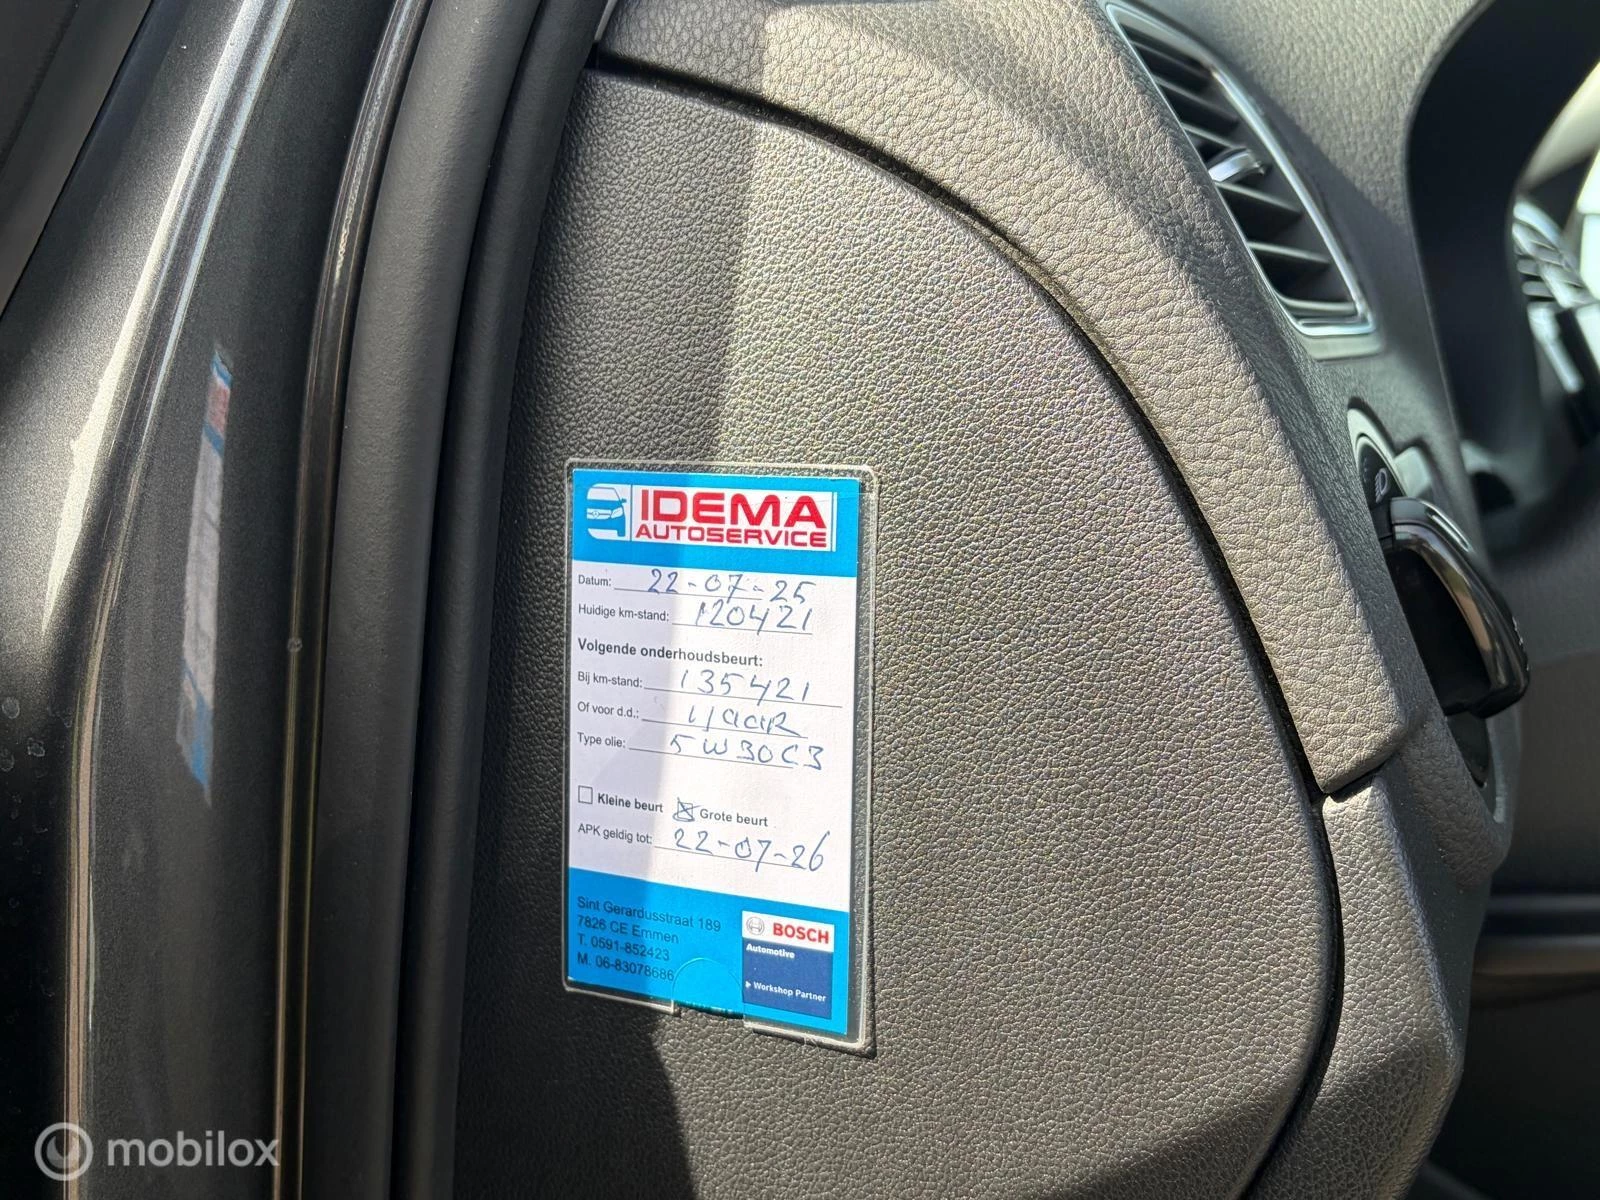 IDEMA
AUTOSERVICE
Datum: 22-07-25
Huidige km-stand: 120421
Volgende onderhoudsbeurt:
Bij km-stand: 135421
Of voor d.d.: 1 jaar
Type olie: 5W30C3
Kleine beurt Grote beurt
APK geldig tot: 22-07-26
Sint Gerardusstraat 189
7826 CE Emmen
T. 0591-852423
M. 06-83078686
BOSCH
Automotive
Workshop Partner
mobilox